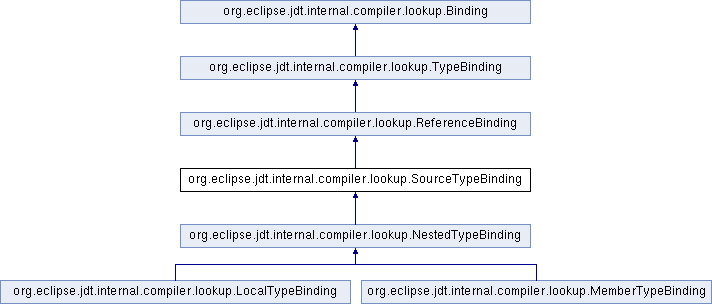 org.eclipse.jdt.internal.compiler.lookup.Binding
org.eclipse.jdt.internal.compiler.lookup.TypeBinding
org.eclipse.jdt.internal.compiler.lookup.ReferenceBinding
org.eclipse.jdt.internal.compiler.lookup.SourceTypeBinding
org.eclipse.jdt.internal.compiler.lookup.NestedTypeBinding
org.eclipse.jdt.internal.compiler.lookup.LocalTypeBinding
org.eclipse.jdt.internal.compiler.lookup.MemberTypeBinding